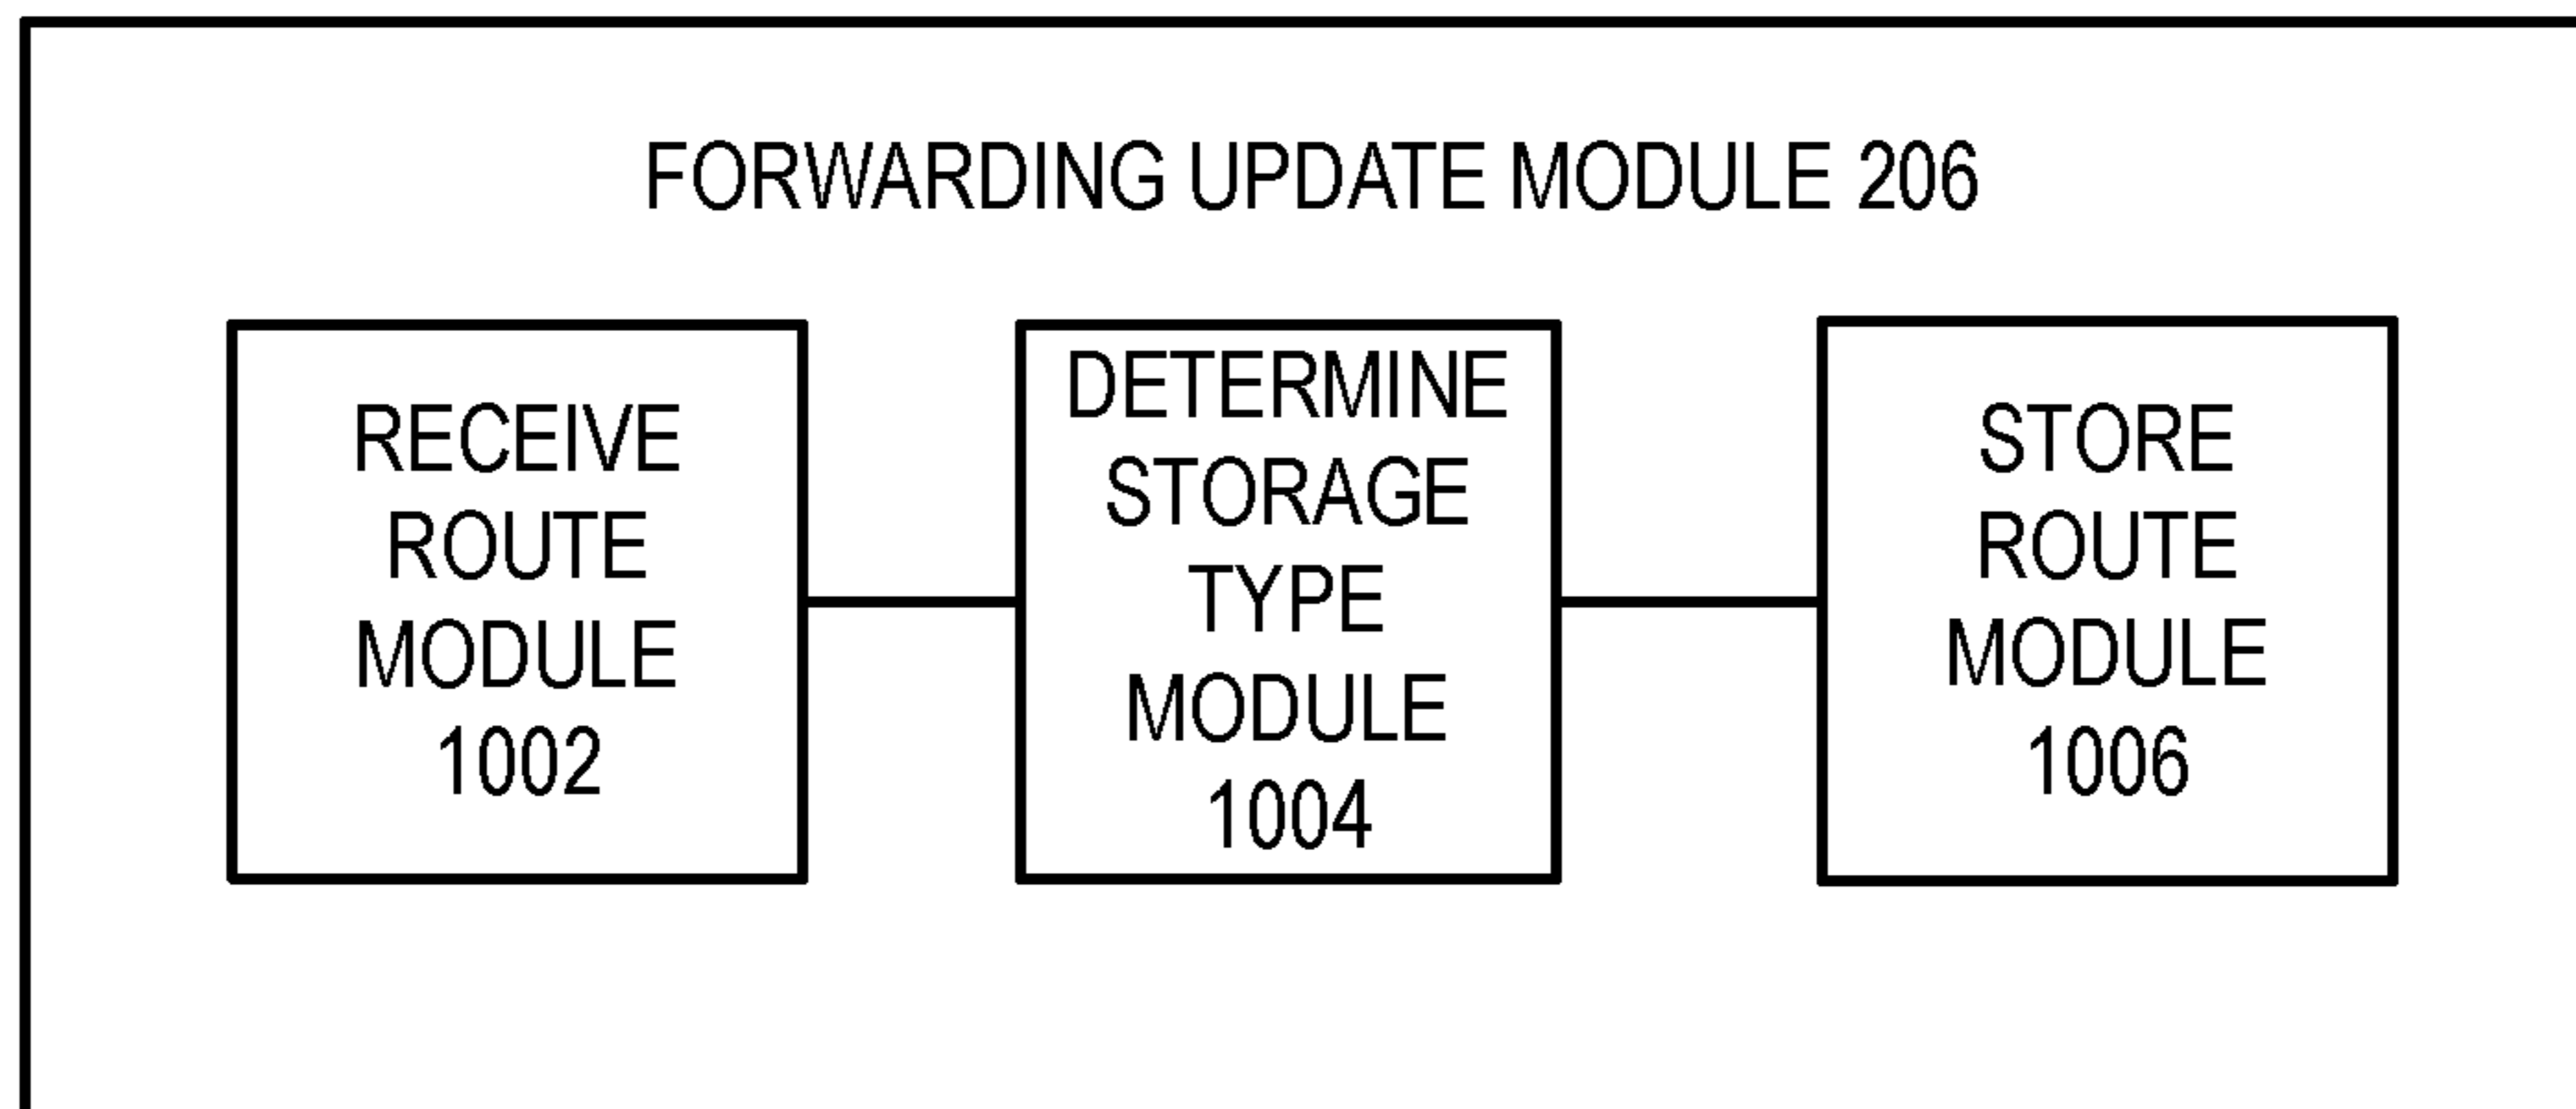 FORWARDING UPDATE MODULE 206
RECEIVE
ROUTE
MODULE
1002
DETERMINE
STORAGE
TYPE
MODULE
1004
STORE
ROUTE
MODULE
1006